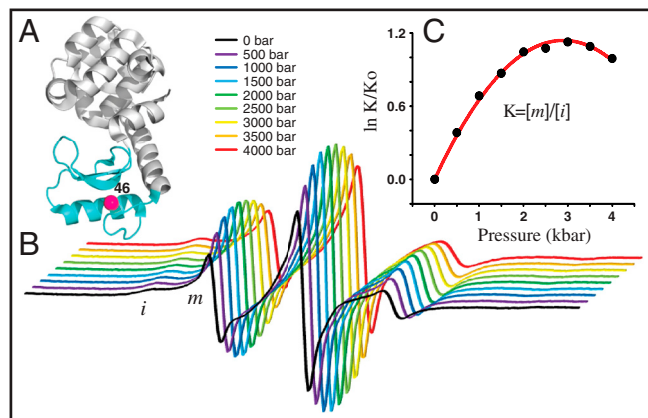 A
46
0 bar
500 bar
1000 bar
1500 bar
2000 bar
2500 bar
3000 bar
3500 bar
4000 bar
C
1.2
0.6
0.0
ln K/Ko
K=[m]/[i]
0 1 2 3 4
Pressure (kbar)
B
i m